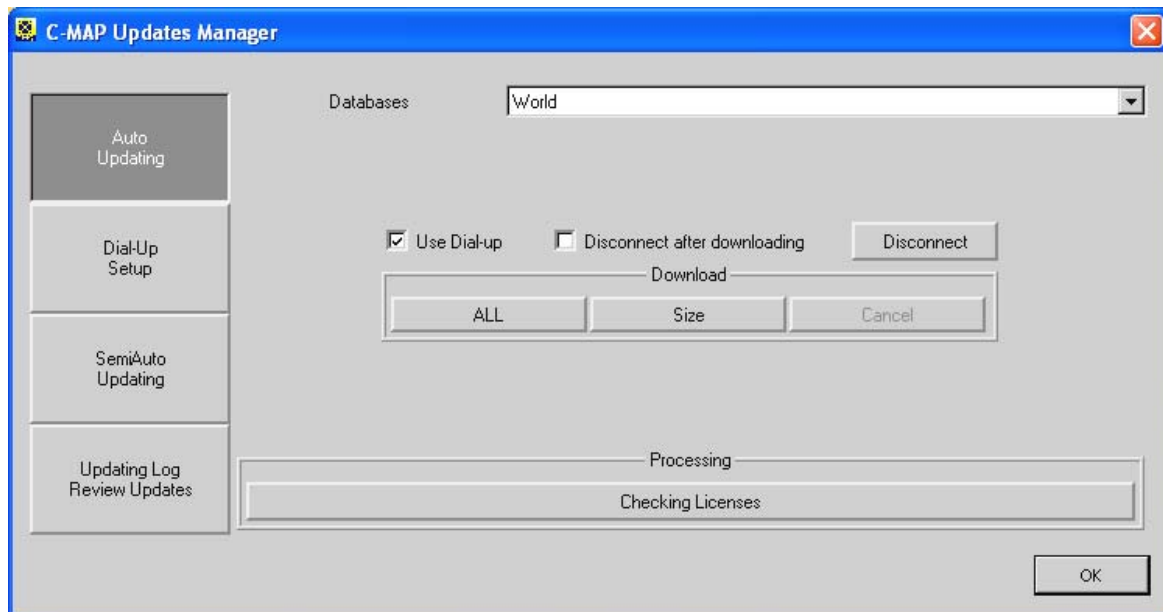 C-MAP Updates Manager
Databases
World
Auto
Updating
Dial-Up
Setup
SemiAuto
Updating
Updating Log
Review Updates
Use Dial-up
Disconnect after downloading
Disconnect
Download
ALL
Size
Cancel
Processing
Checking Licenses
OK